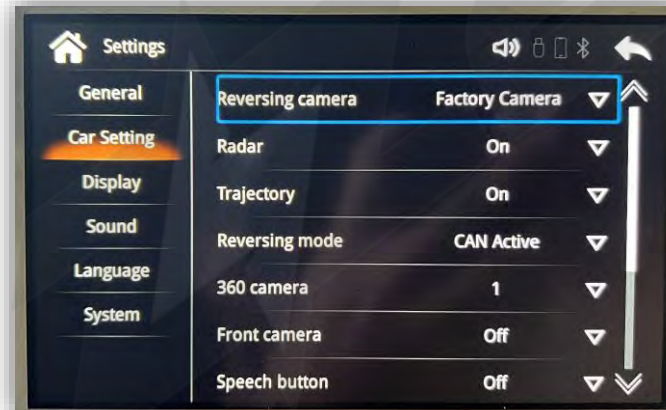 Settings
General
Car Setting
Display
Sound
Language
System
Reversing camera Factory Camera
Radar On
Trajectory On
Reversing mode CAN Active
360 camera 1
Front camera Off
Speech button Off